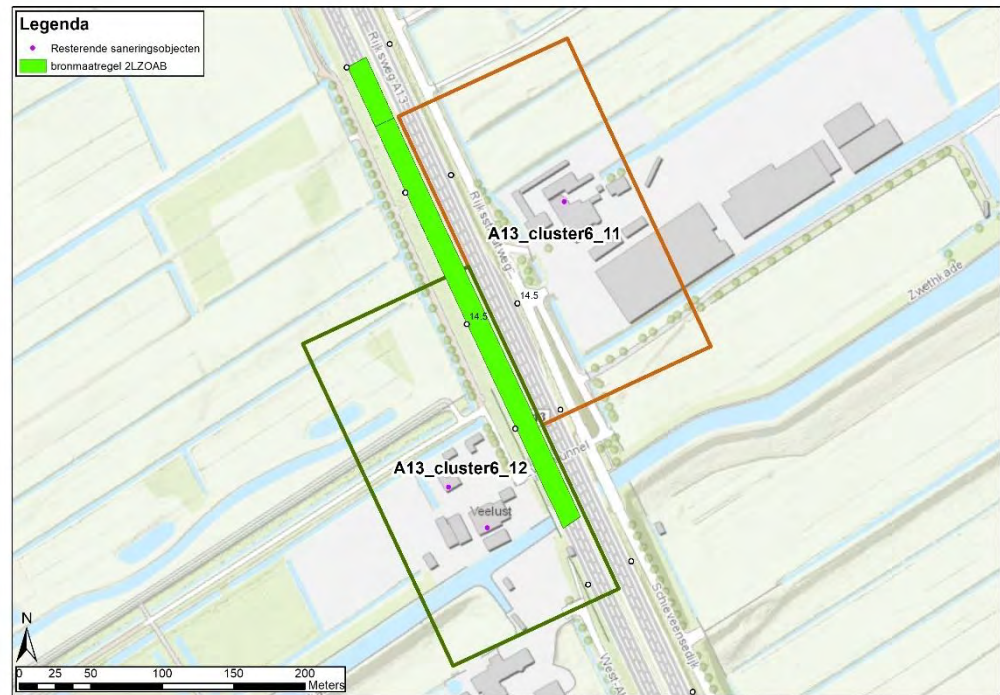 Legenda
Resterende saneringsobjecten
bronmaatregel 2LZOAB
Rijksweg A13
Rijksstraatweg
A13_cluster6_11
Zwethkade
14.5
14.5
A13_cluster6_12
Veelust
Schieveensedijk
N
0 25 50 100 150 200
Meters